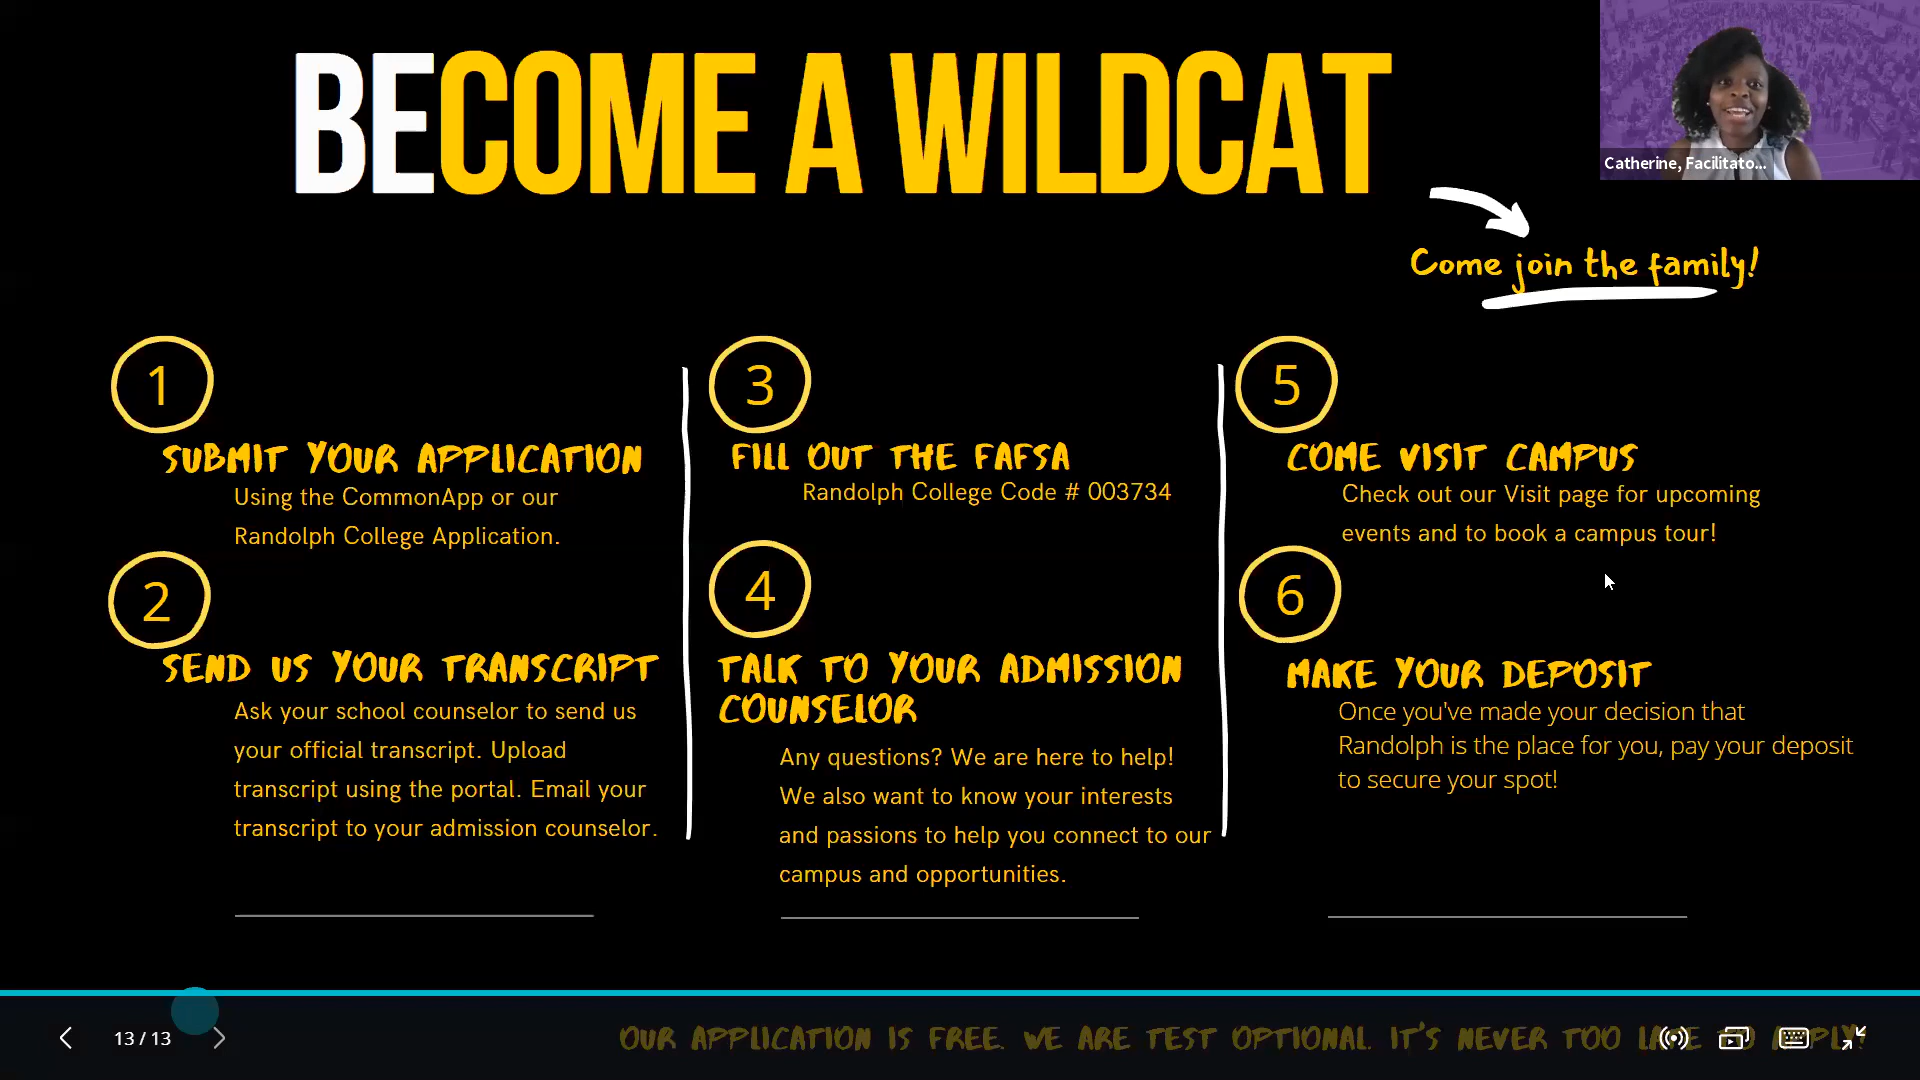 BECOME A WILDCAT
Catherine, Facilitato...
Come join the family!
1
SUBMIT YOUR APPLICATION
Using the CommonApp or our
Randolph College Application.
2
SEND US YOUR TRANSCRIPT
Ask your school counselor to send us
your official transcript. Upload
transcript using the portal. Email your
transcript to your admission counselor.
3
FILL OUT THE FAFSA
Randolph College Code # 003734
4
TALK TO YOUR ADMISSION
COUNSELOR
Any questions? We are here to help!
We also want to know your interests
and passions to help you connect to our
campus and opportunities.
5
COME VISIT CAMPUS
Check out our Visit page for upcoming
events and to book a campus tour!
6
MAKE YOUR DEPOSIT
Once you've made your decision that
Randolph is the place for you, pay your deposit
to secure your spot!
13 / 13
OUR APPLICATION IS FREE. WE ARE TEST OPTIONAL. IT'S NEVER TOO LATE TO APPLY!